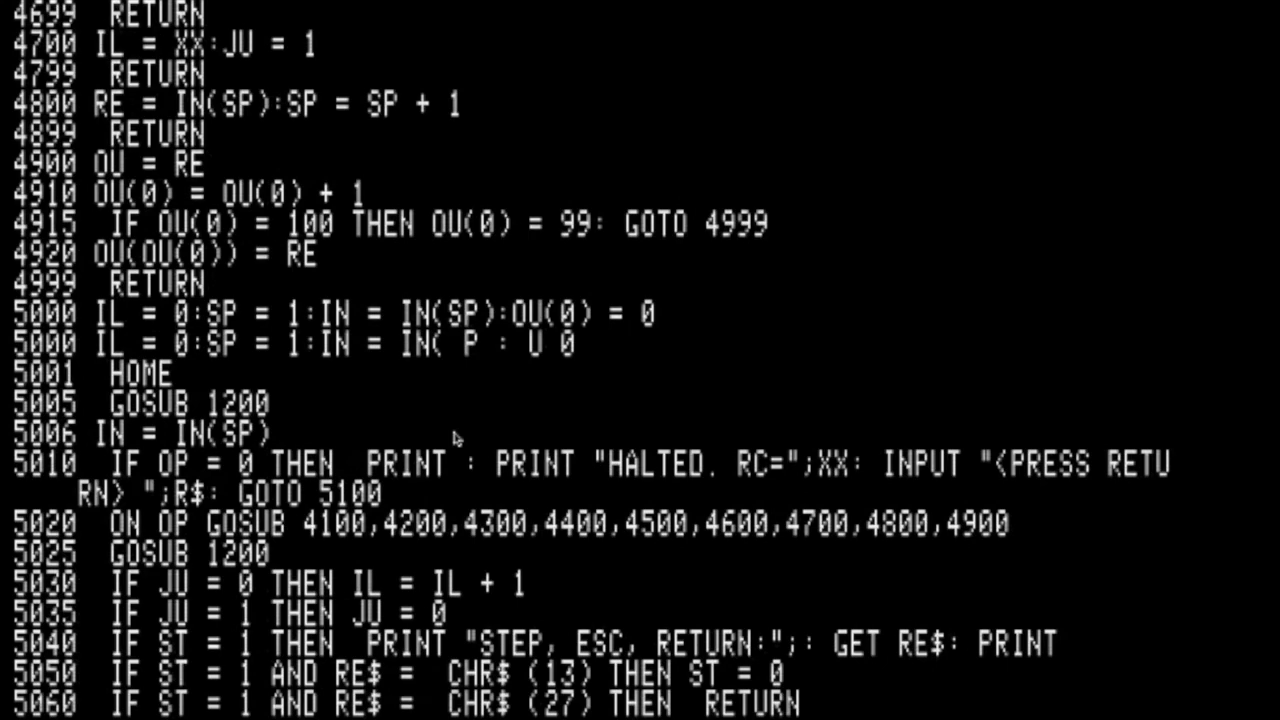 4699  RETURN
4700 IL = XX:JU = 1
4799  RETURN
4800 RE = IN(SP):SP = SP + 1
4899  RETURN
4900 OU = RE
4910 OU(0) = OU(0) + 1
4915  IF OU(0) = 100 THEN OU(0) = 99: GOTO 4999
4920 OU(OU(0)) = RE
4999  RETURN
5000 IL = 0:SP = 1:IN = IN(SP):OU(0) = 0
5000 IL = 0:SP = 1:IN = IN( P : U 0
5001  HOME
5005  GOSUB 1200
5006 IN = IN(SP)
5010  IF OP = 0 THEN  PRINT : PRINT "HALTED. RC=";XX: INPUT "<PRESS RETU
RN> ";R$: GOTO 5100
5020  ON OP GOSUB 4100,4200,4300,4400,4500,4600,4700,4800,4900
5025  GOSUB 1200
5030  IF JU = 0 THEN IL = IL + 1
5035  IF JU = 1 THEN JU = 0
5040  IF ST = 1 THEN  PRINT "STEP, ESC, RETURN:";: GET RE$: PRINT
5050  IF ST = 1 AND RE$ =  CHR$ (13) THEN ST = 0
5060  IF ST = 1 AND RE$ =  CHR$ (27) THEN  RETURN